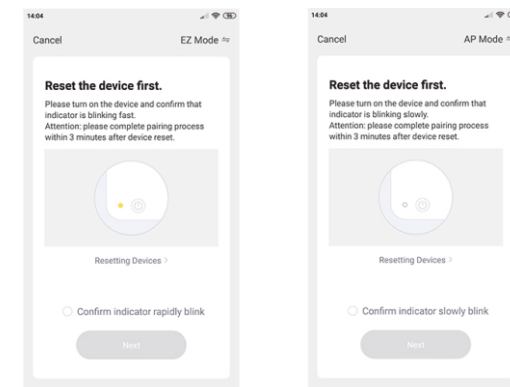 14:04
Cancel
EZ Mode
Reset the device first.
Please turn on the device and confirm that
indicator is blinking fast.
Attention: please complete pairing process
within 3 minutes after device reset.
Resetting Devices >
Confirm indicator rapidly blink
Next
14:04
Cancel
AP Mode
Reset the device first.
Please turn on the device and confirm that
indicator is blinking slowly.
Attention: please complete pairing process
within 3 minutes after device reset.
Resetting Devices >
Confirm indicator slowly blink
Next